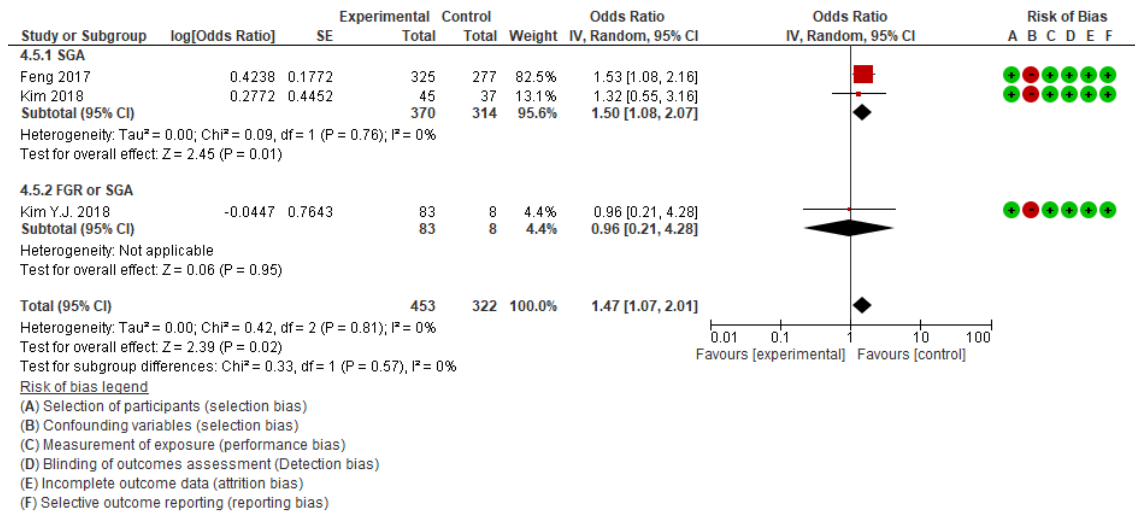 Experimental Control Odds Ratio Odds Ratio Risk of Bias
Study or Subgroup log[Odds Ratio] SE Total Total Weight IV, Random, 95% CI IV, Random, 95% CI A B C D E F
4.5.1 SGA
Feng 2017 0.4238 0.1772 325 277 82.5% 1.53 [1.08, 2.16] + - + + + +
Kim 2018 0.2772 0.4452 45 37 13.1% 1.32 [0.55, 3.16] + - + + + +
Subtotal (95% CI) 370 314 95.6% 1.50 [1.08, 2.07]
Heterogeneity: Tau² = 0.00; Chi² = 0.09, df = 1 (P = 0.76); I² = 0%
Test for overall effect: Z = 2.45 (P = 0.01)
4.5.2 FGR or SGA
Kim Y.J. 2018 -0.0447 0.7643 83 8 4.4% 0.96 [0.21, 4.28] + - + + + +
Subtotal (95% CI) 83 8 4.4% 0.96 [0.21, 4.28]
Heterogeneity: Not applicable
Test for overall effect: Z = 0.06 (P = 0.95)
Total (95% CI) 453 322 100.0% 1.47 [1.07, 2.01]
Heterogeneity: Tau² = 0.00; Chi² = 0.42, df = 2 (P = 0.81); I² = 0%
Test for overall effect: Z = 2.39 (P = 0.02)
Test for subgroup differences: Chi² = 0.33, df = 1 (P = 0.57), I² = 0%
0.01 0.1 1 10 100
Favours [experimental] Favours [control]
Risk of bias legend
(A) Selection of participants (selection bias)
(B) Confounding variables (selection bias)
(C) Measurement of exposure (performance bias)
(D) Blinding of outcomes assessment (Detection bias)
(E) Incomplete outcome data (attrition bias)
(F) Selective outcome reporting (reporting bias)